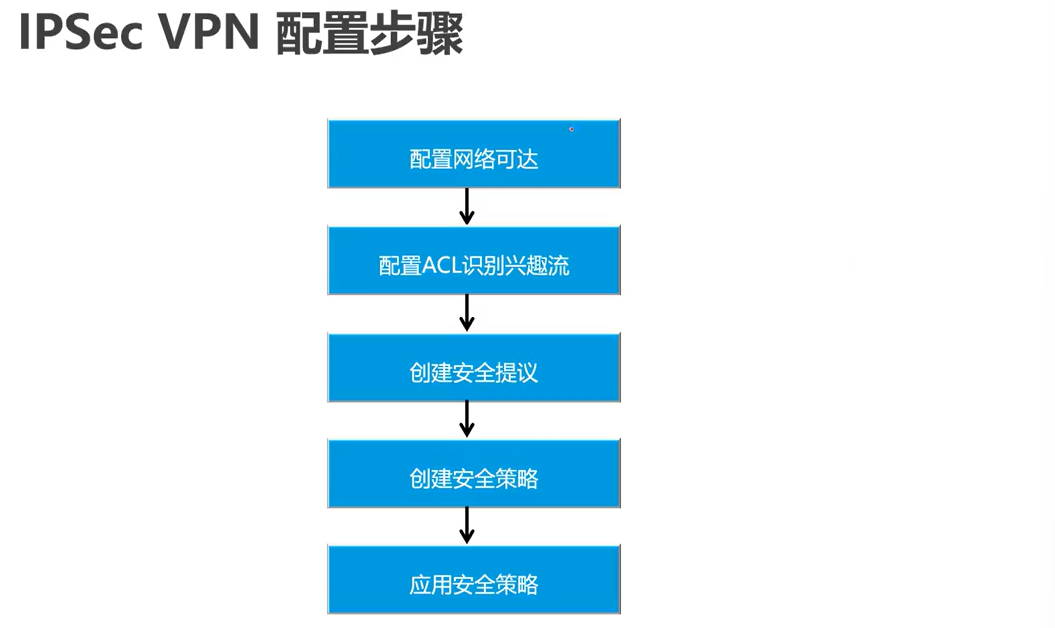 IPSec VPN 配置步骤
配置网络可达
配置ACL识别兴趣流
创建安全提议
创建安全策略
应用安全策略